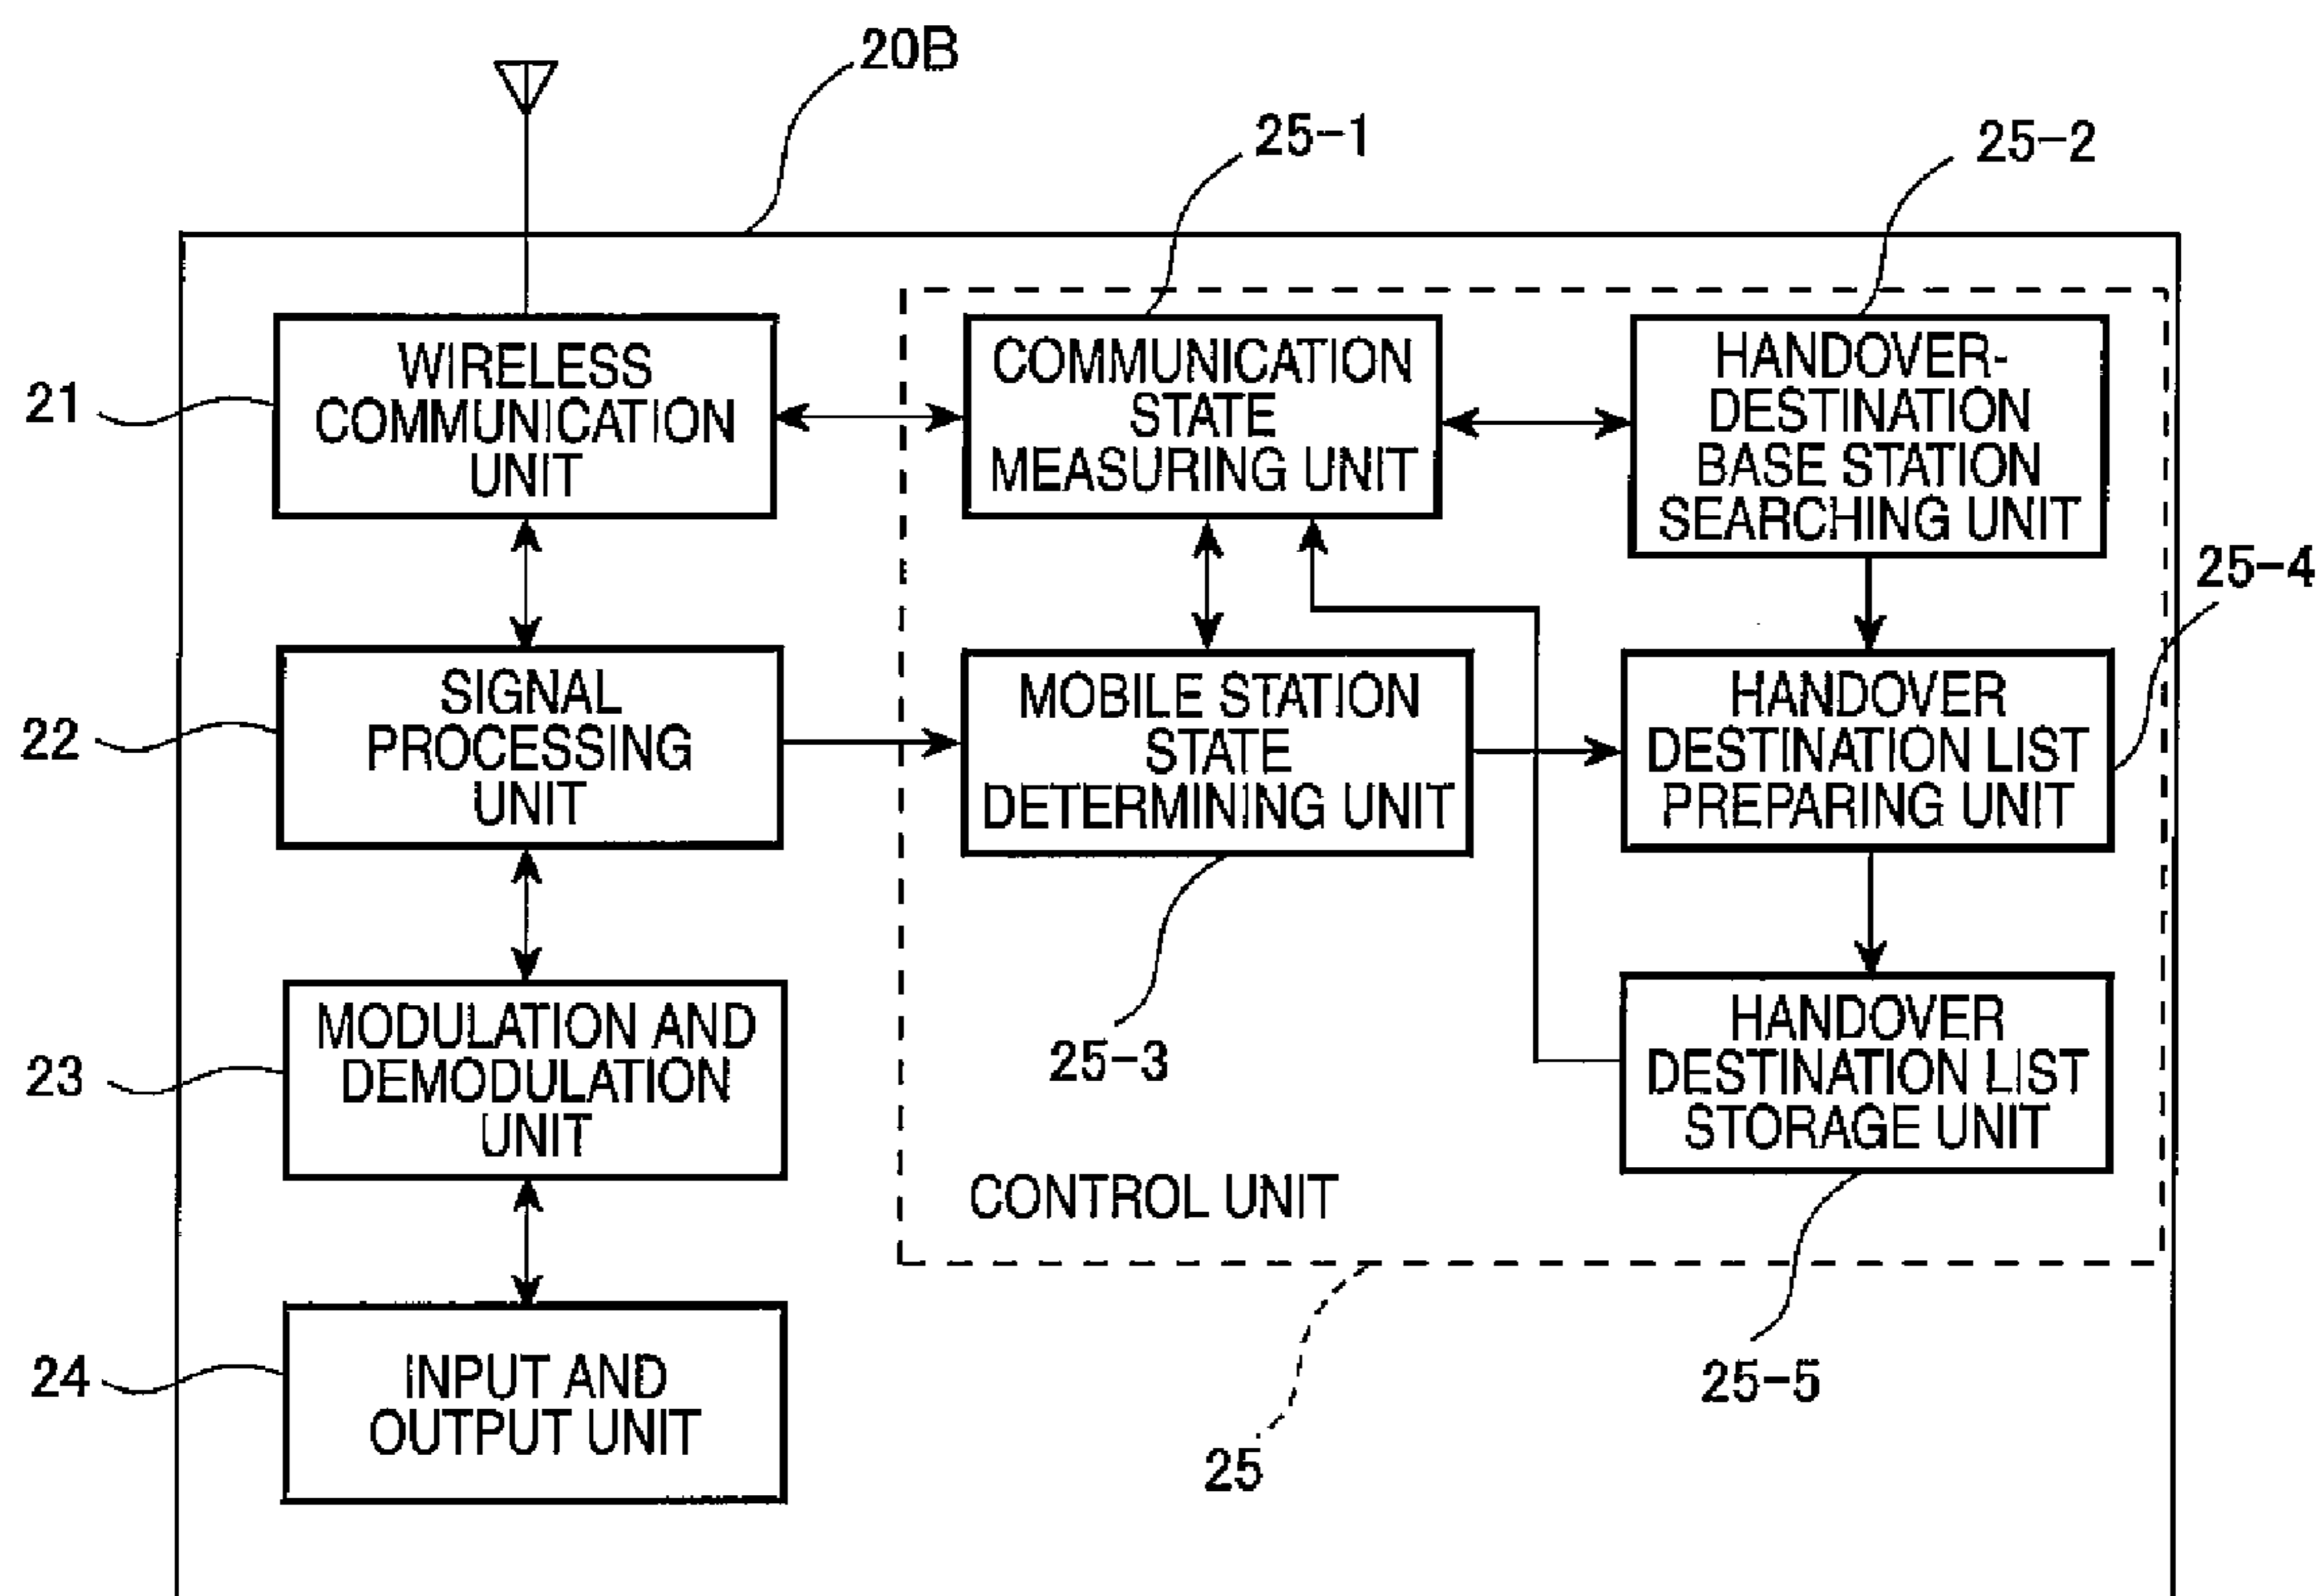 20B
25-1
25-2
21
WIRELESS
COMMUNICATION
UNIT
COMMUNICATION
STATE
MEASURING UNIT
HANDOVER-
DESTINATION
BASE STATION
SEARCHING UNIT
25-4
22
SIGNAL
PROCESSING
UNIT
MOBILE STATION
STATE
DETERMINING UNIT
HANDOVER
DESTINATION LIST
PREPARING UNIT
23
MODULATION AND
DEMODULATION
UNIT
25-3
HANDOVER
DESTINATION LIST
STORAGE UNIT
CONTROL UNIT
24
INPUT AND
OUTPUT UNIT
25-5
25